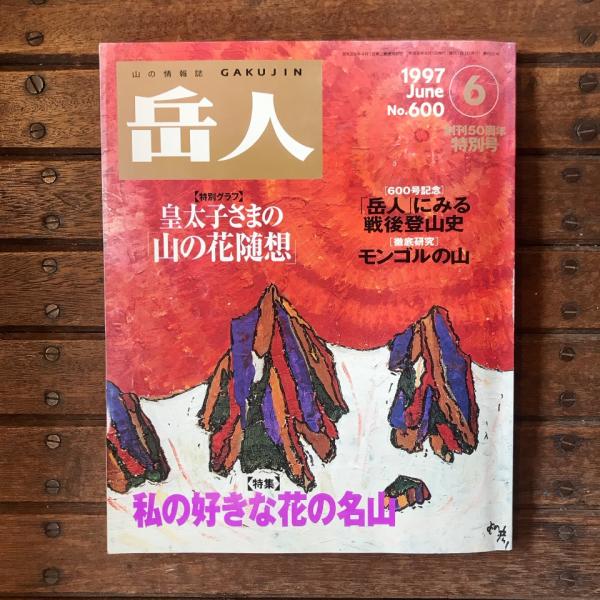 山の情報誌 GAKUJIN
岳人
1997
June
No.600
6
創刊50周年
特別号
【特別グラフ】
皇太子さまの
「山の花随想」
［600号記念］
「岳人」にみる
戦後登山史
［徹底研究］
モンゴルの山
【特集】
私の好きな花の名山